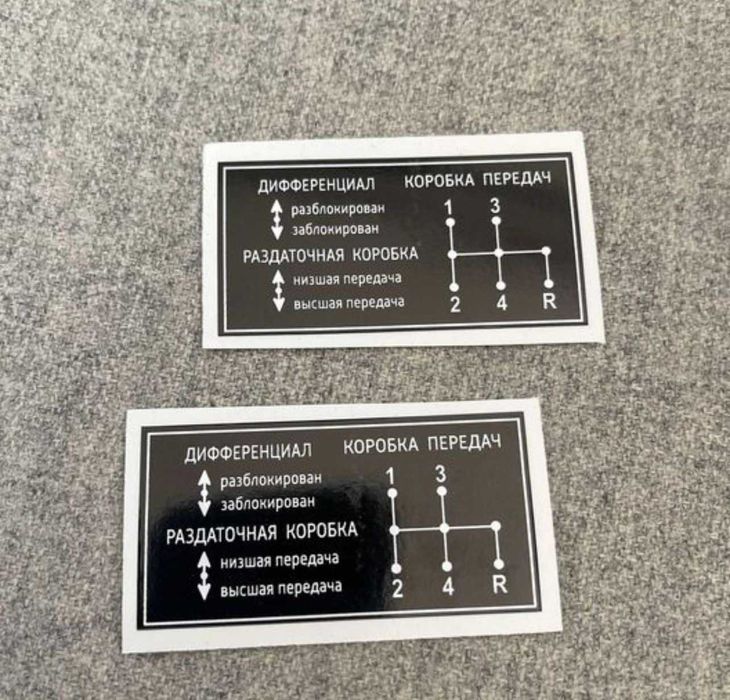 ДИФФЕРЕНЦИАЛ КОРОБКА ПЕРЕДАЧ
разблокирован 1 3
заблокирован
РАЗДАТОЧНАЯ КОРОБКА
низшая передача
высшая передача 2 4 R
ДИФФЕРЕНЦИАЛ КОРОБКА ПЕРЕДАЧ
разблокирован 1 3
заблокирован
РАЗДАТОЧНАЯ КОРОБКА
низшая передача
высшая передача 2 4 R